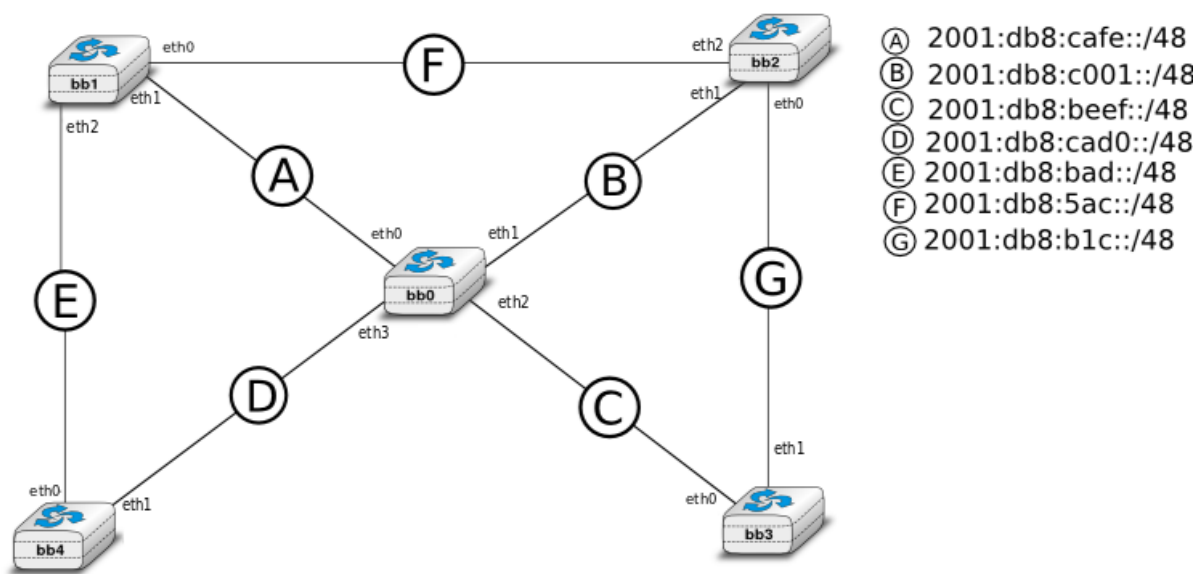 eth0
F
eth2
bb1
bb2
eth1
eth1
eth0
eth2
A
B
eth0
eth1
bb0
eth2
eth3
E
G
D
C
eth1
eth0
eth1
eth0
bb4
bb3
A 2001:db8:cafe::/48
B 2001:db8:c001::/48
C 2001:db8:beef::/48
D 2001:db8:cad0::/48
E 2001:db8:bad::/48
F 2001:db8:5ac::/48
G 2001:db8:b1c::/48